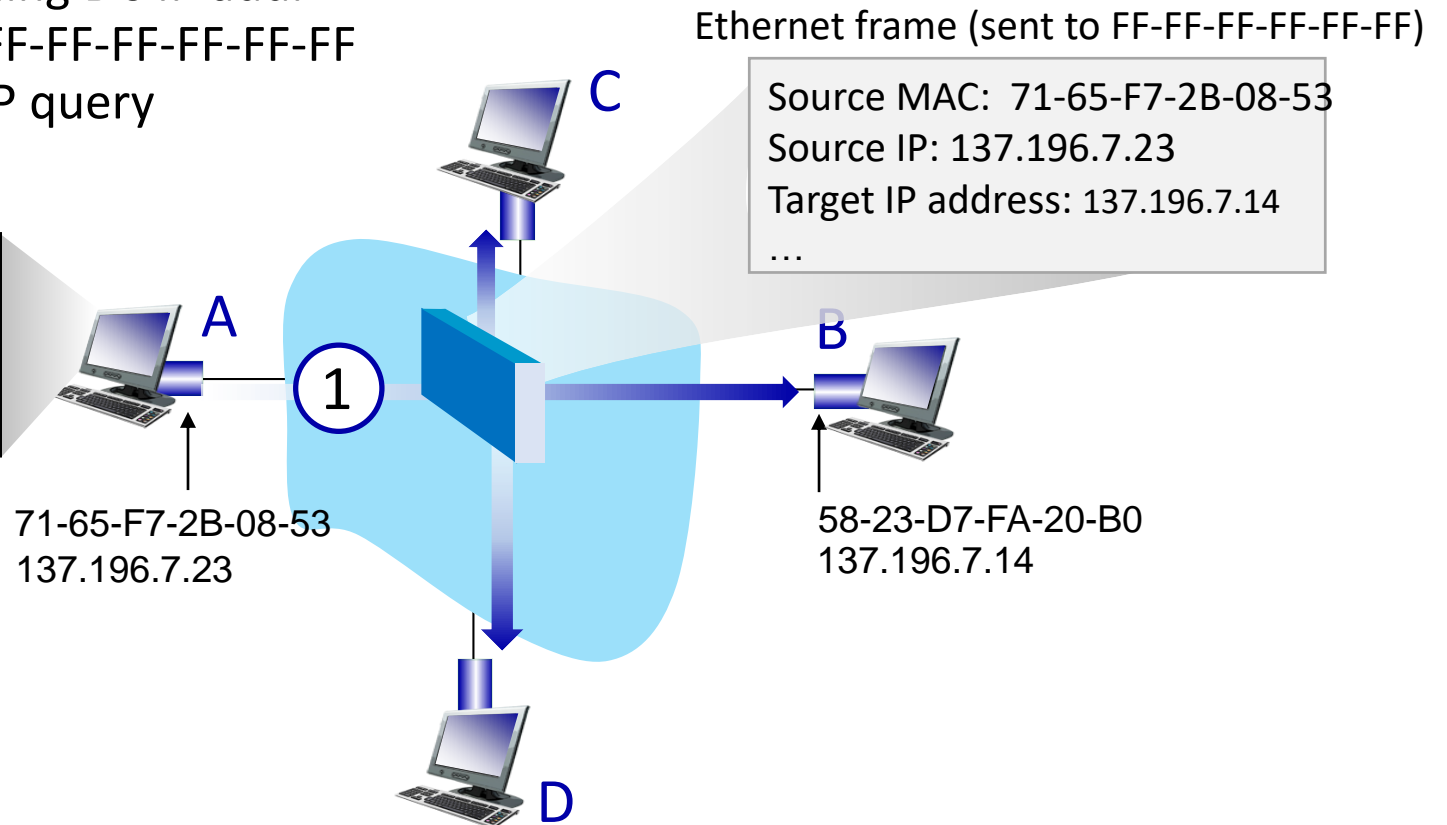 FF-FF-FF-FF-FF-FF
P query
Ethernet frame (sent to FF-FF-FF-FF-FF-FF)
Source MAC: 71-65-F7-2B-08-53
Source IP: 137.196.7.23
Target IP address: 137.196.7.14
…
C
A
B
1
71-65-F7-2B-08-53
137.196.7.23
58-23-D7-FA-20-B0
137.196.7.14
D